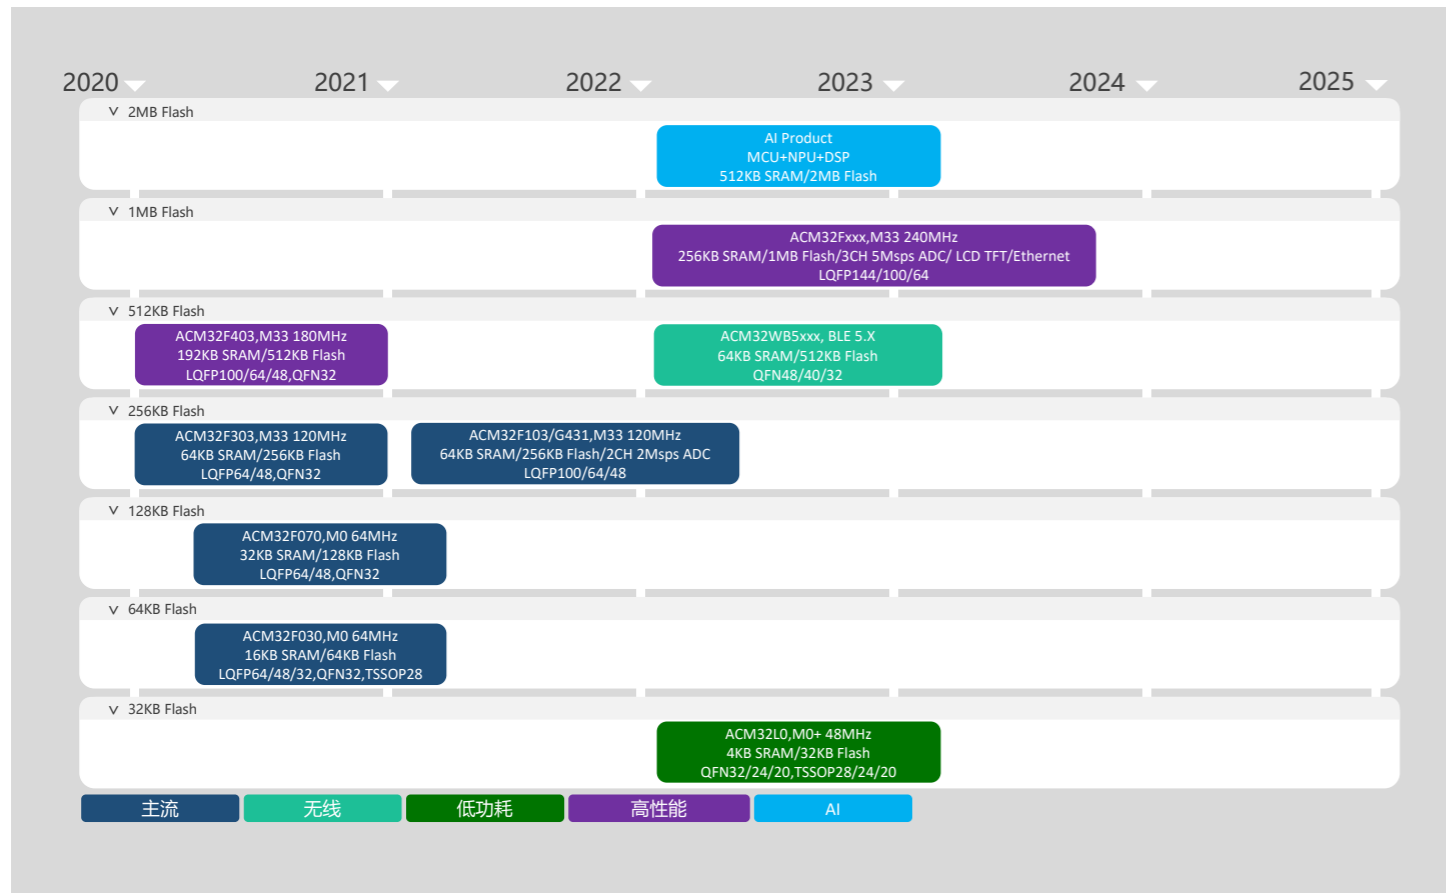 2020
2021
2022
2023
2024
2025
2MB Flash
AI Product
MCU+NPU+DSP
512KB SRAM/2MB Flash
1MB Flash
ACM32Fxxx,M33 240MHz
256KB SRAM/1MB Flash/3CH 5Msps ADC/ LCD TFT/Ethernet
LQFP144/100/64
512KB Flash
ACM32F403,M33 180MHz
192KB SRAM/512KB Flash
LQFP100/64/48,QFN32
ACM32WB5xxx, BLE 5.X
64KB SRAM/512KB Flash
QFN48/40/32
256KB Flash
ACM32F303,M33 120MHz
64KB SRAM/256KB Flash
LQFP64/48,QFN32
ACM32F103/G431,M33 120MHz
64KB SRAM/256KB Flash/2CH 2Msps ADC
LQFP100/64/48
128KB Flash
ACM32F070,M0 64MHz
32KB SRAM/128KB Flash
LQFP64/48,QFN32
64KB Flash
ACM32F030,M0 64MHz
16KB SRAM/64KB Flash
LQFP64/48/32,QFN32,TSSOP28
32KB Flash
ACM32L0,M0+ 48MHz
4KB SRAM/32KB Flash
QFN32/24/20,TSSOP28/24/20
主流
无线
低功耗
高性能
AI